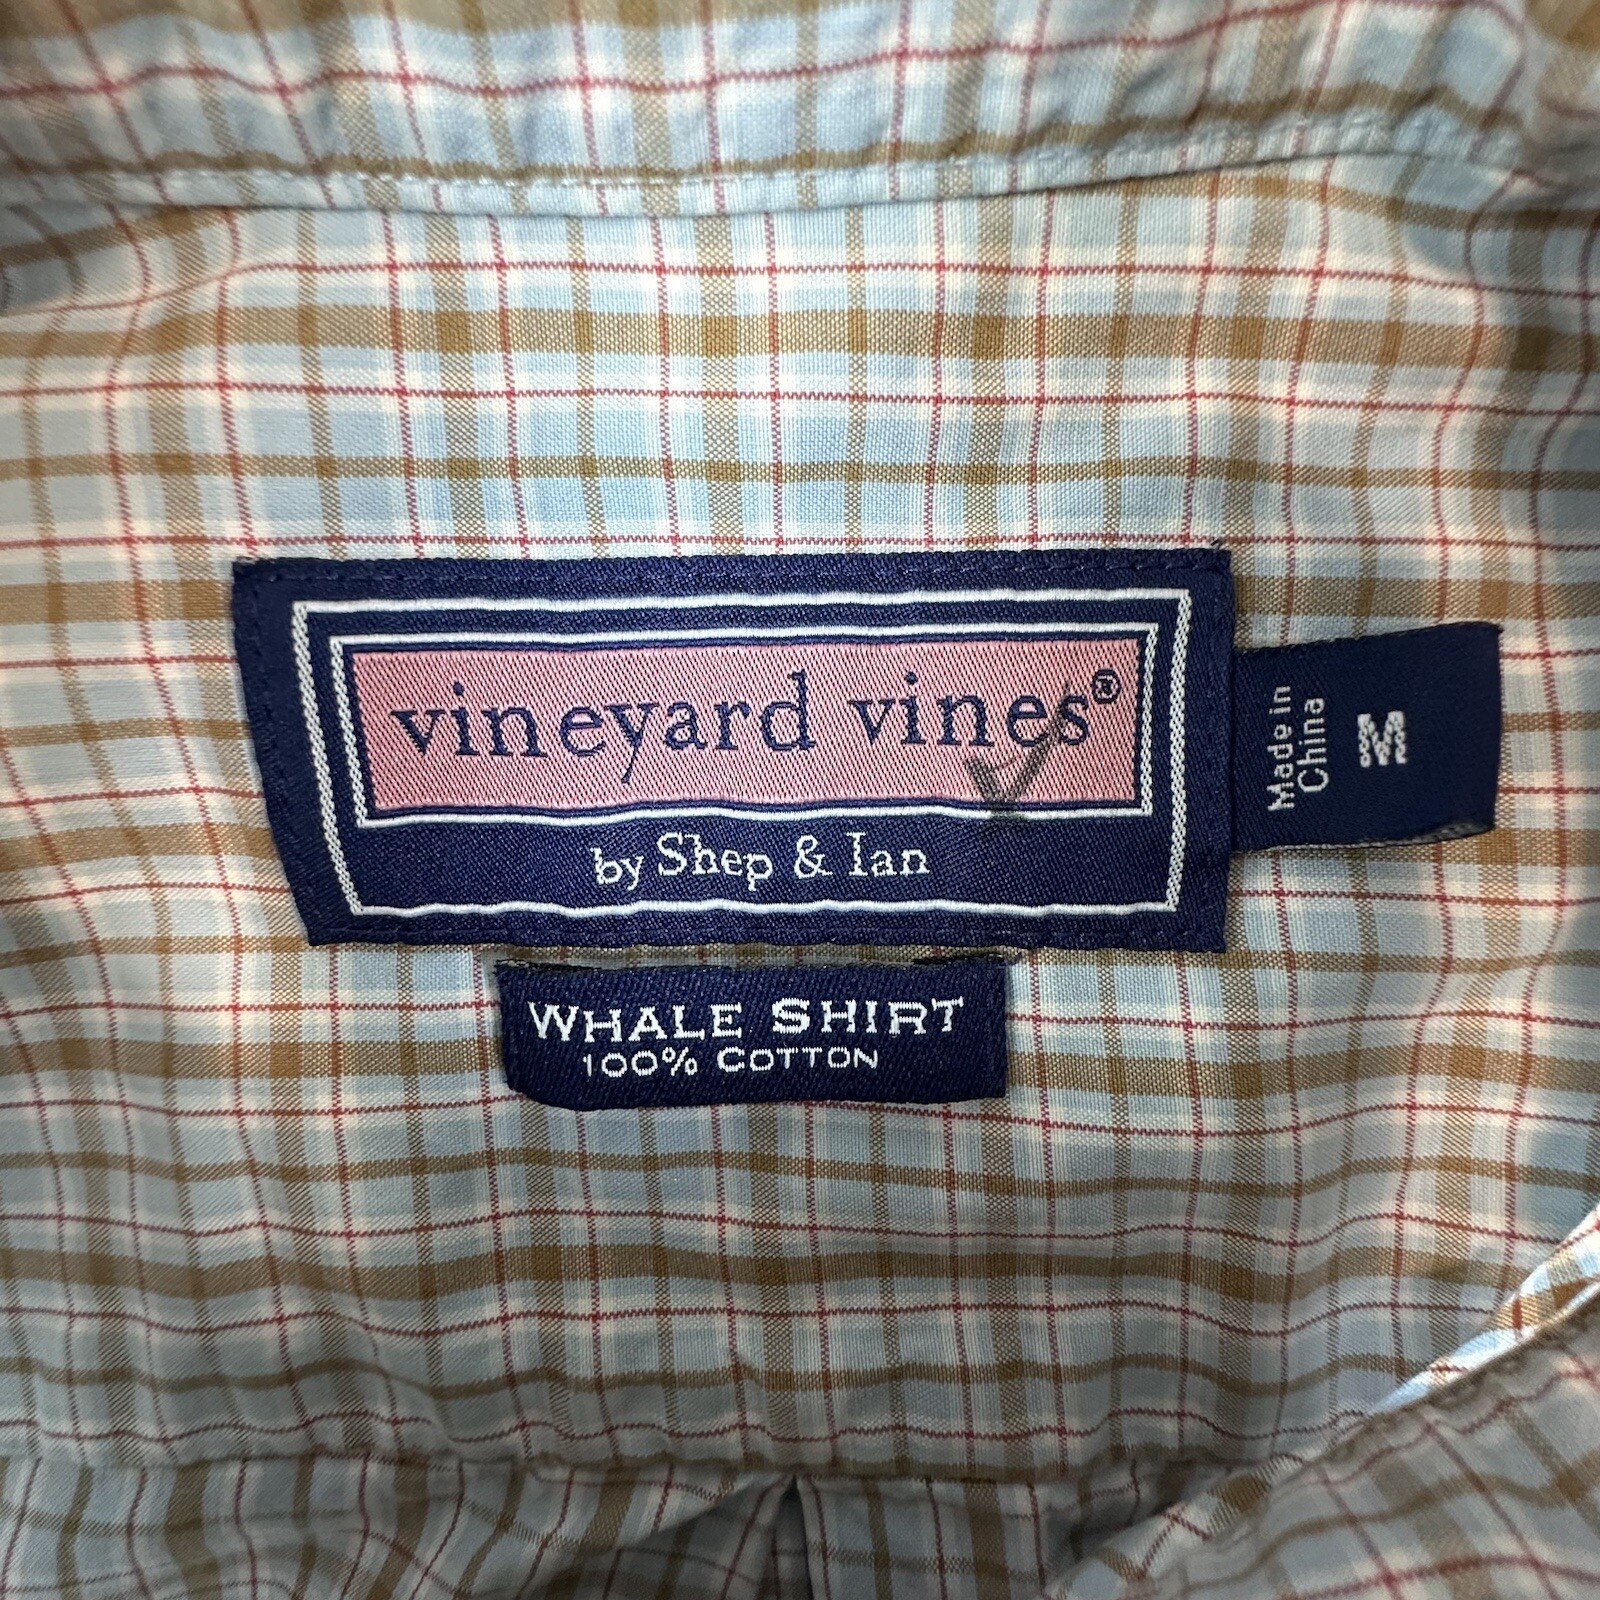 vineyard vines®
by Shep & Ian
Made in
China
M
WHALE SHIRT
100% COTTON